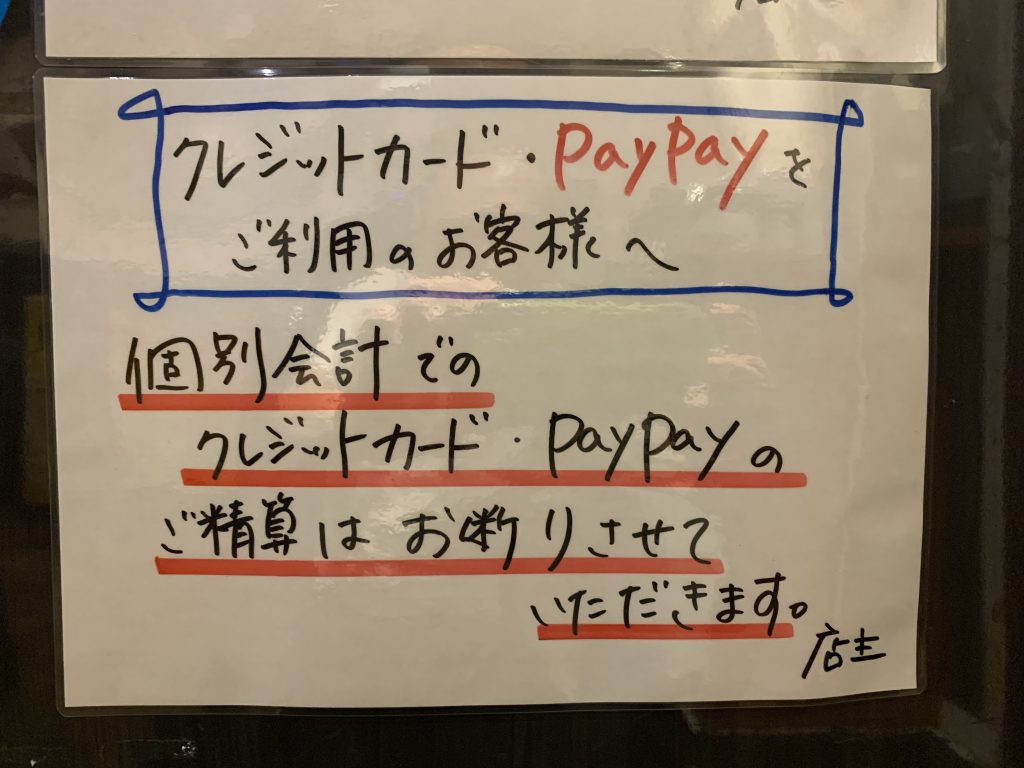 クレジットカード・PayPayを
ご利用のお客様へ
個別会計での
クレジットカード・PayPayの
ご精算はお断りさせて
いただきます。
店主